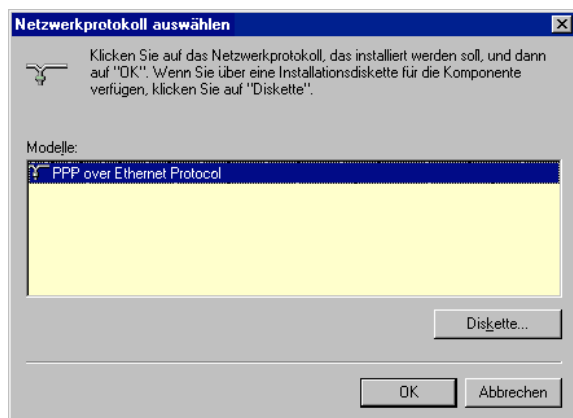 Netzwerkprotokoll auswählen
Klicken Sie auf das Netzwerkprotokoll, das installiert werden soll, und dann
auf "OK". Wenn Sie über eine Installationsdiskette für die Komponente
verfügen, klicken Sie auf "Diskette".
Modelle:
PPP over Ethernet Protocol
Diskette...
OK
Abbrechen